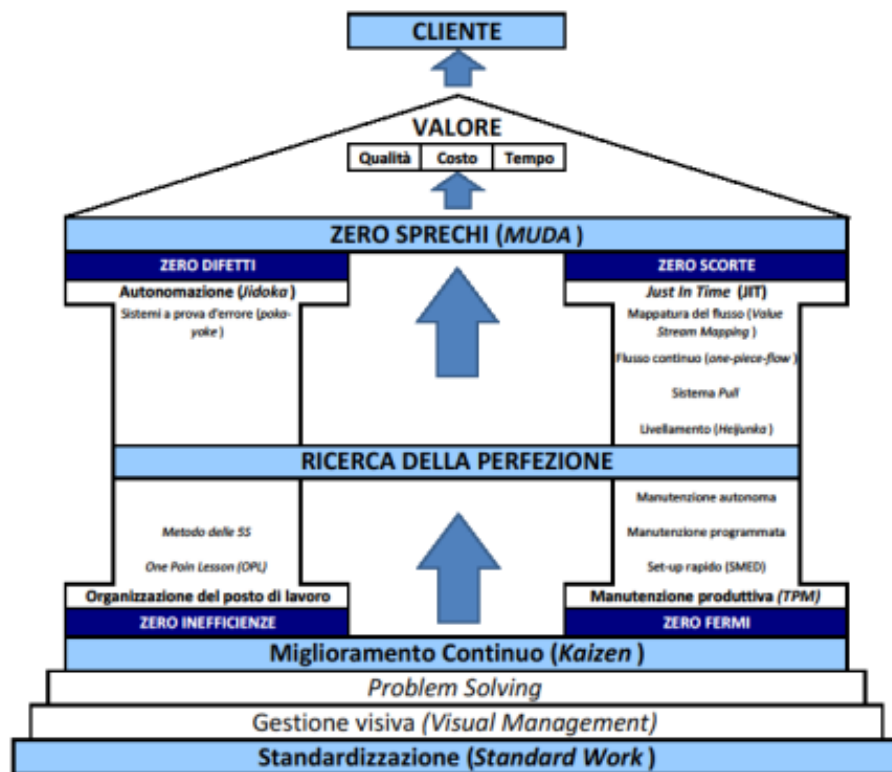 CLIENTE
VALORE
Qualità Costo Tempo
ZERO SPRECHI (MUDA )
ZERO DIFETTI
Autonomazione (Jidoka )
Sistemi a prova d'errore (poka-
yoke )
ZERO SCORTE
Just In Time (JIT)
Mappatura del flusso (Value
Stream Mapping )
Flusso continuo (one-piece-flow )
Sistema Pull
Livellamento (Heijunka )
RICERCA DELLA PERFEZIONE
Metodo delle 5S
One Poin Lesson (OPL)
Organizzazione del posto di lavoro
ZERO INEFFICIENZE
Manutenzione autonoma
Manutenzione programmata
Set-up rapido (SMED)
Manutenzione produttiva (TPM)
ZERO FERMI
Miglioramento Continuo (Kaizen )
Problem Solving
Gestione visiva (Visual Management)
Standardizzazione (Standard Work )